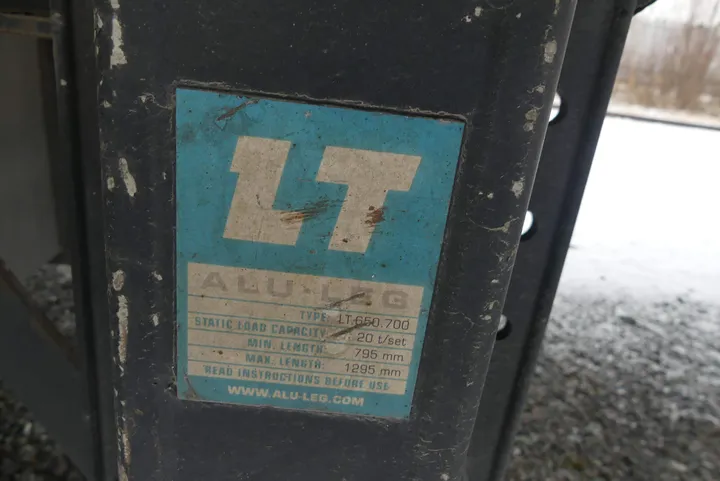 LT
ALU-LEG
TYPE: LT.650.700
STATIC LOAD CAPACITY: 20 t/set
MIN. LENGTH: 795 mm
MAX. LENGTH: 1295 mm
READ INSTRUCTIONS BEFORE USE
WWW.ALU-LEG.COM